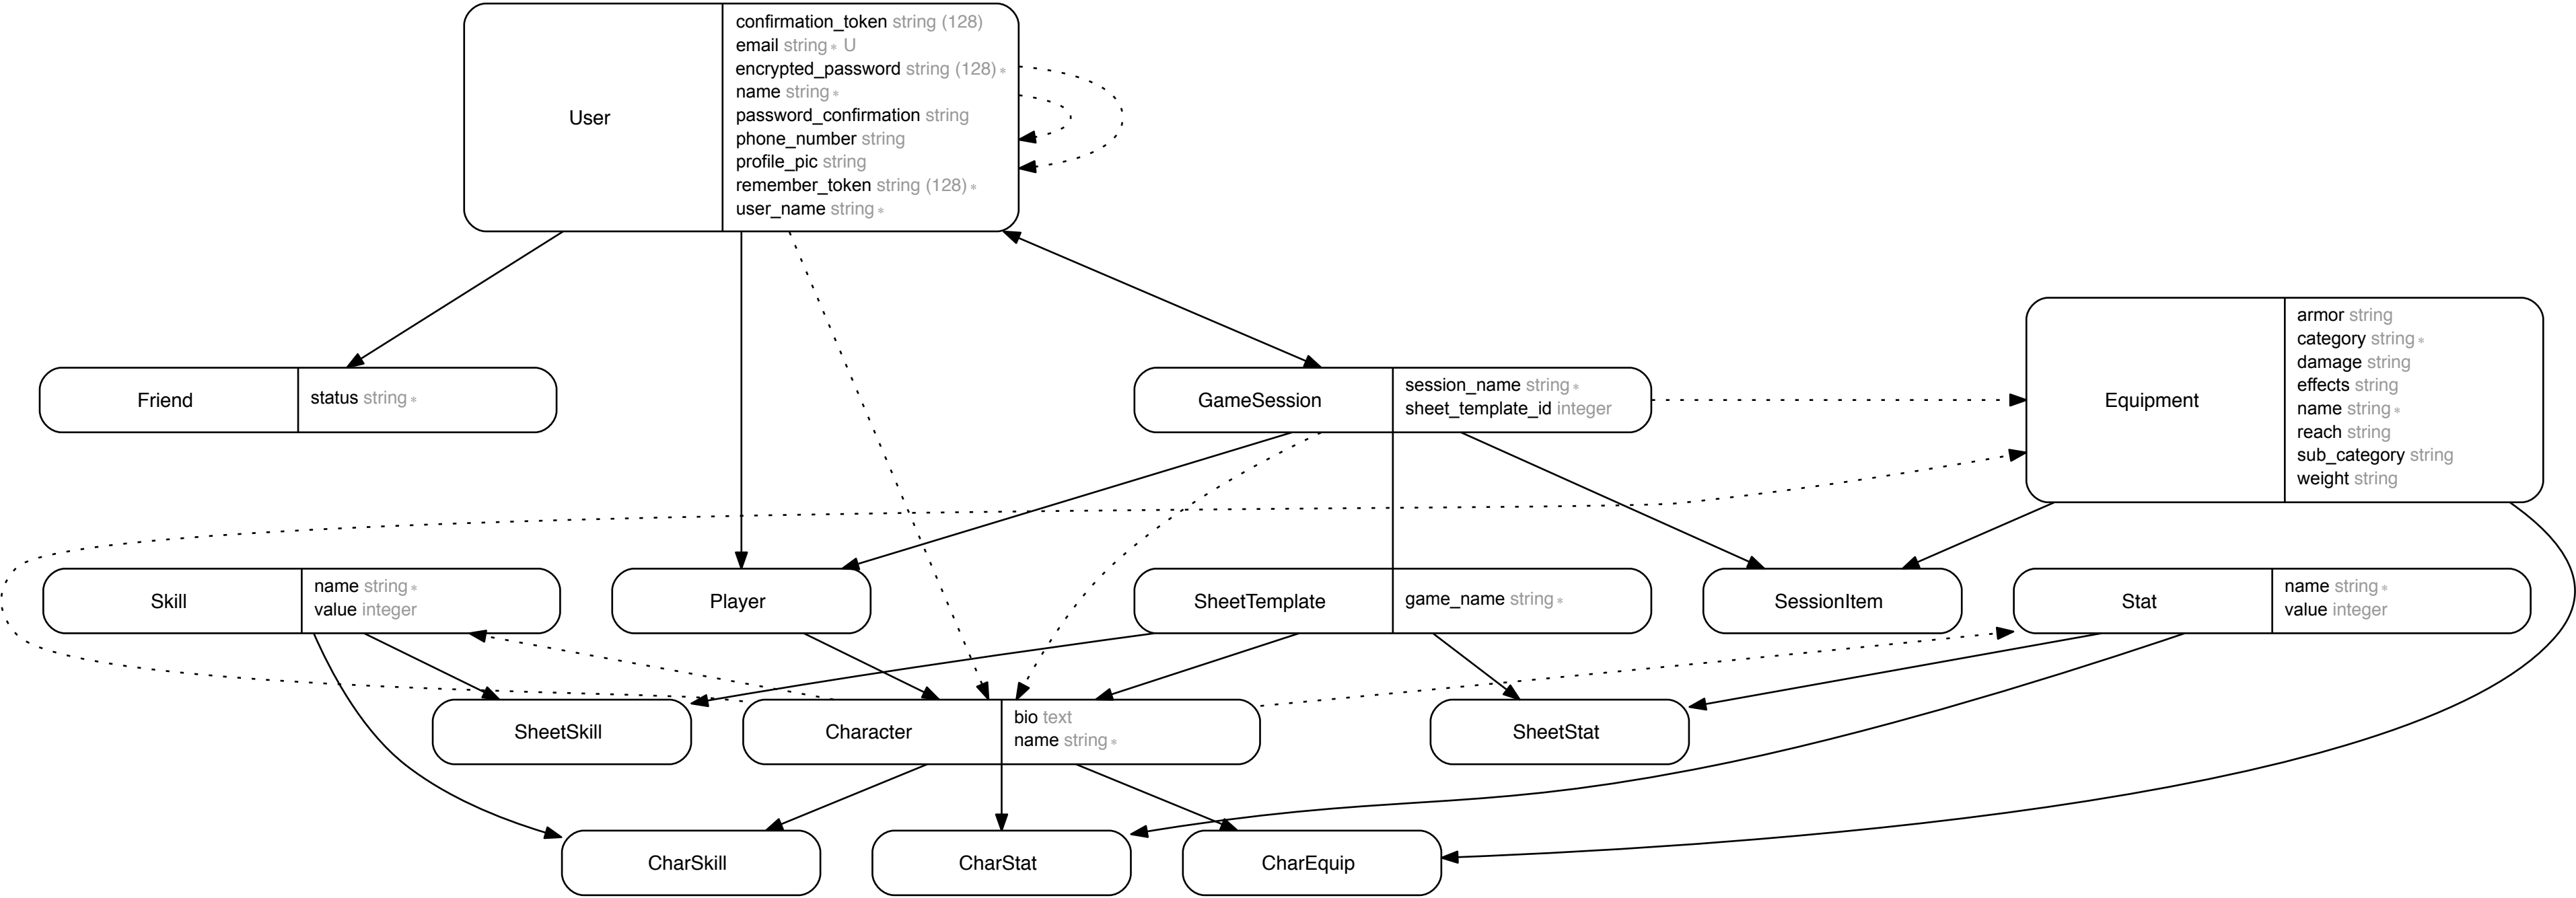 User
confirmation_token string (128)
email string∗ U
encrypted_password string (128)∗
name string∗
password_confirmation string
phone_number string
profile_pic string
remember_token string (128)∗
user_name string∗
Friend
status string∗
GameSession
session_name string∗
sheet_template_id integer
Equipment
armor string
category string∗
damage string
effects string
name string∗
reach string
sub_category string
weight string
Skill
name string∗
value integer
Player
SheetTemplate
game_name string∗
SessionItem
Stat
name string∗
value integer
SheetSkill
Character
bio text
name string∗
SheetStat
CharSkill
CharStat
CharEquip